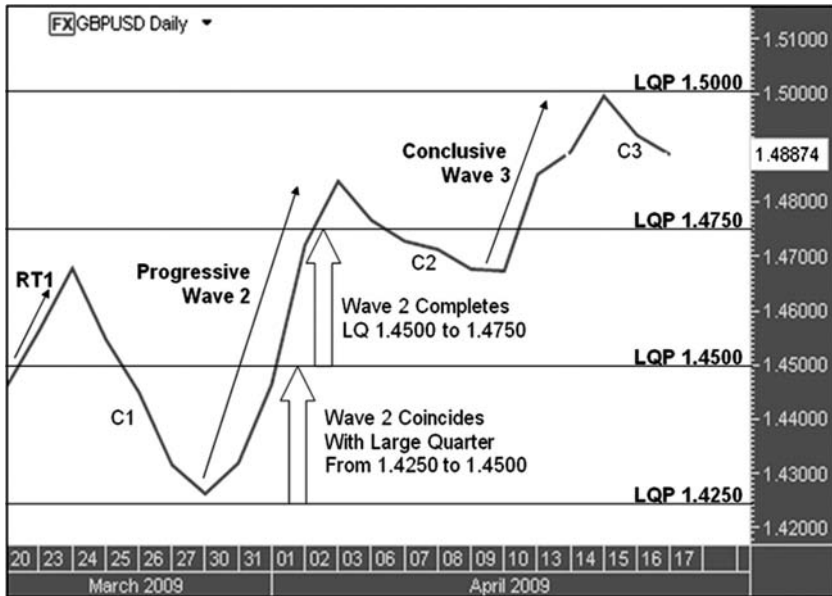 FX GBPUSD Daily
1.51000
LQP 1.5000
1.50000
Conclusive
Wave 3
C3
1.48874
1.48000
LQP 1.4750
1.47000
RT1
Progressive
Wave 2
C2
1.46000
Wave 2 Completes
LQ 1.4500 to 1.4750
LQP 1.4500
1.45000
C1
Wave 2 Coincides
With Large Quarter
From 1.4250 to 1.4500
1.44000
1.43000
LQP 1.4250
1.42000
20 23 24 25 26 27 30 31 01 02 03 06 07 08 09 10 13 14 15 16 17
March 2009 April 2009